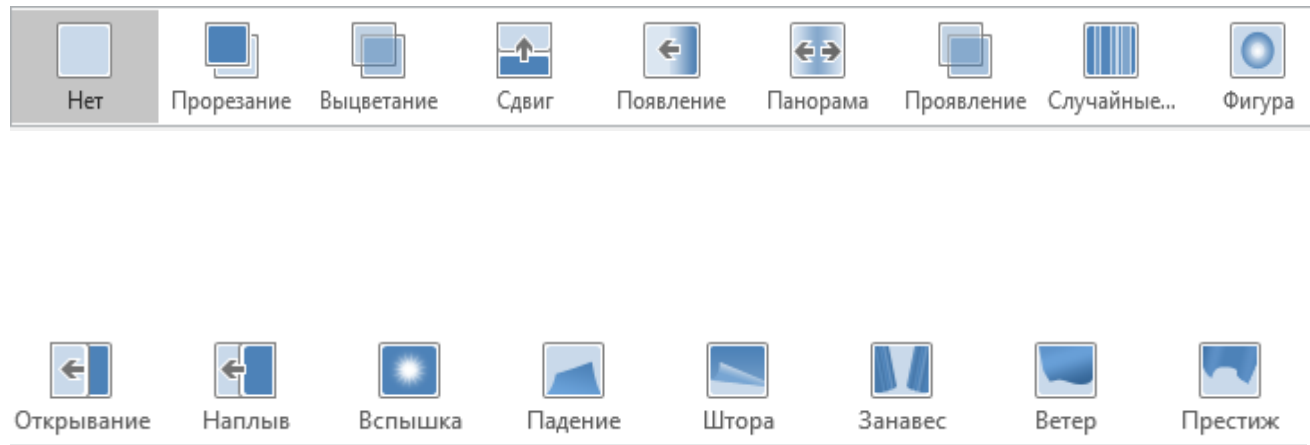 Нет Прорезание Выцветание Сдвиг Появление Панорама Проявление Случайные... Фигура
Открывание Наплыв Вспышка Падение Штора Занавес Ветер Престиж